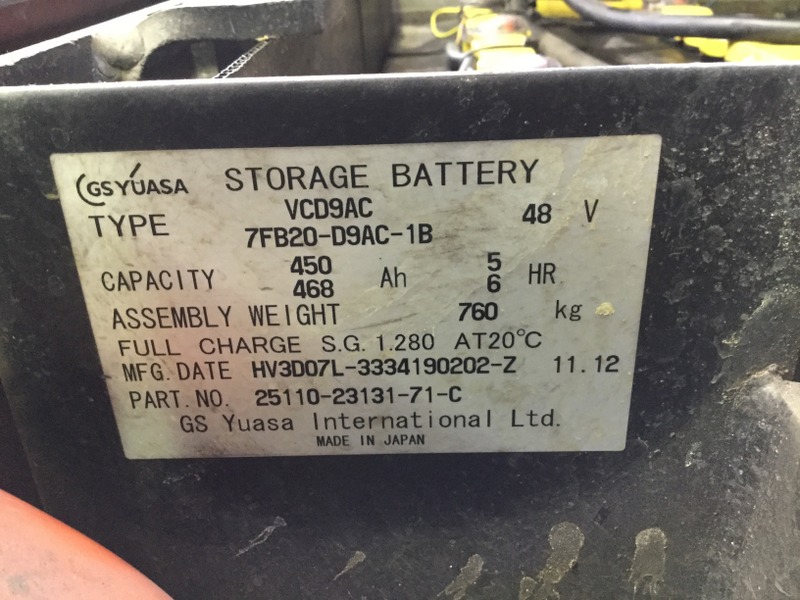 GS YUASA STORAGE BATTERY
TYPE VCD9AC 48 V
7FB20-D9AC-1B
CAPACITY 450 Ah 5 HR
468 6
ASSEMBLY WEIGHT 760 kg
FULL CHARGE S.G. 1.280 AT20°C
MFG.DATE HV3D07L-3334190202-Z 11.12
PART.NO. 25110-23131-71-C
GS Yuasa International Ltd.
MADE IN JAPAN